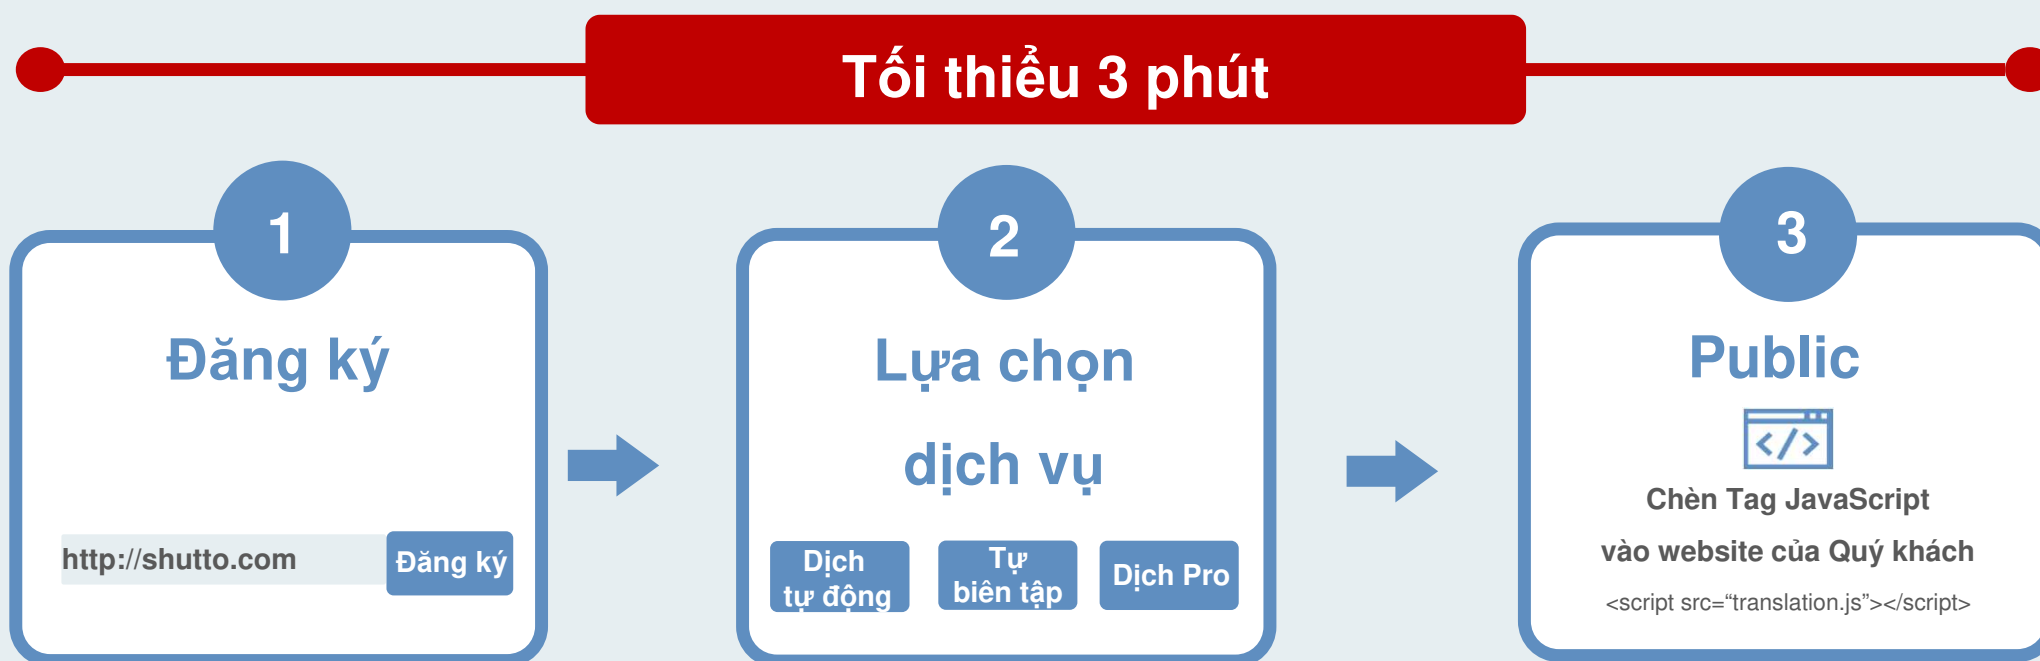 Tối thiểu 3 phút
1
Đăng ký
http://shutto.com
Đăng ký
2
Lựa chọn
dịch vụ
Dịch
tự động
Tự
biên tập
Dịch Pro
3
Public
</>
Chèn Tag JavaScript
vào website của Quý khách
<script src=“translation.js”></script>